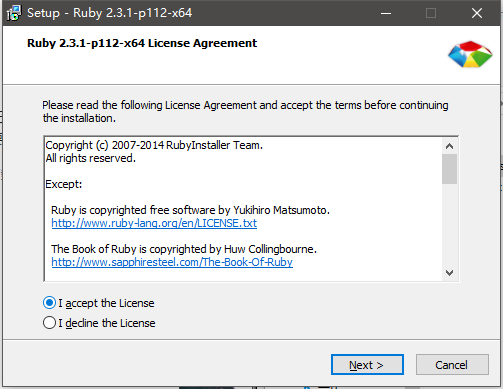 Setup - Ruby 2.3.1-p112-x64
Ruby 2.3.1-p112-x64 License Agreement
Please read the following License Agreement and accept the terms before continuing
the installation.
Copyright (c) 2007-2014 RubyInstaller Team.
All rights reserved.
Except:
Ruby is copyrighted free software by Yukihiro Matsumoto.
http://www.ruby-lang.org/en/LICENSE.txt
The Book of Ruby is copyrighted by Huw Collingbourne.
http://www.sapphiresteel.com/The-Book-Of-Ruby
I accept the License
I decline the License
Next >
Cancel